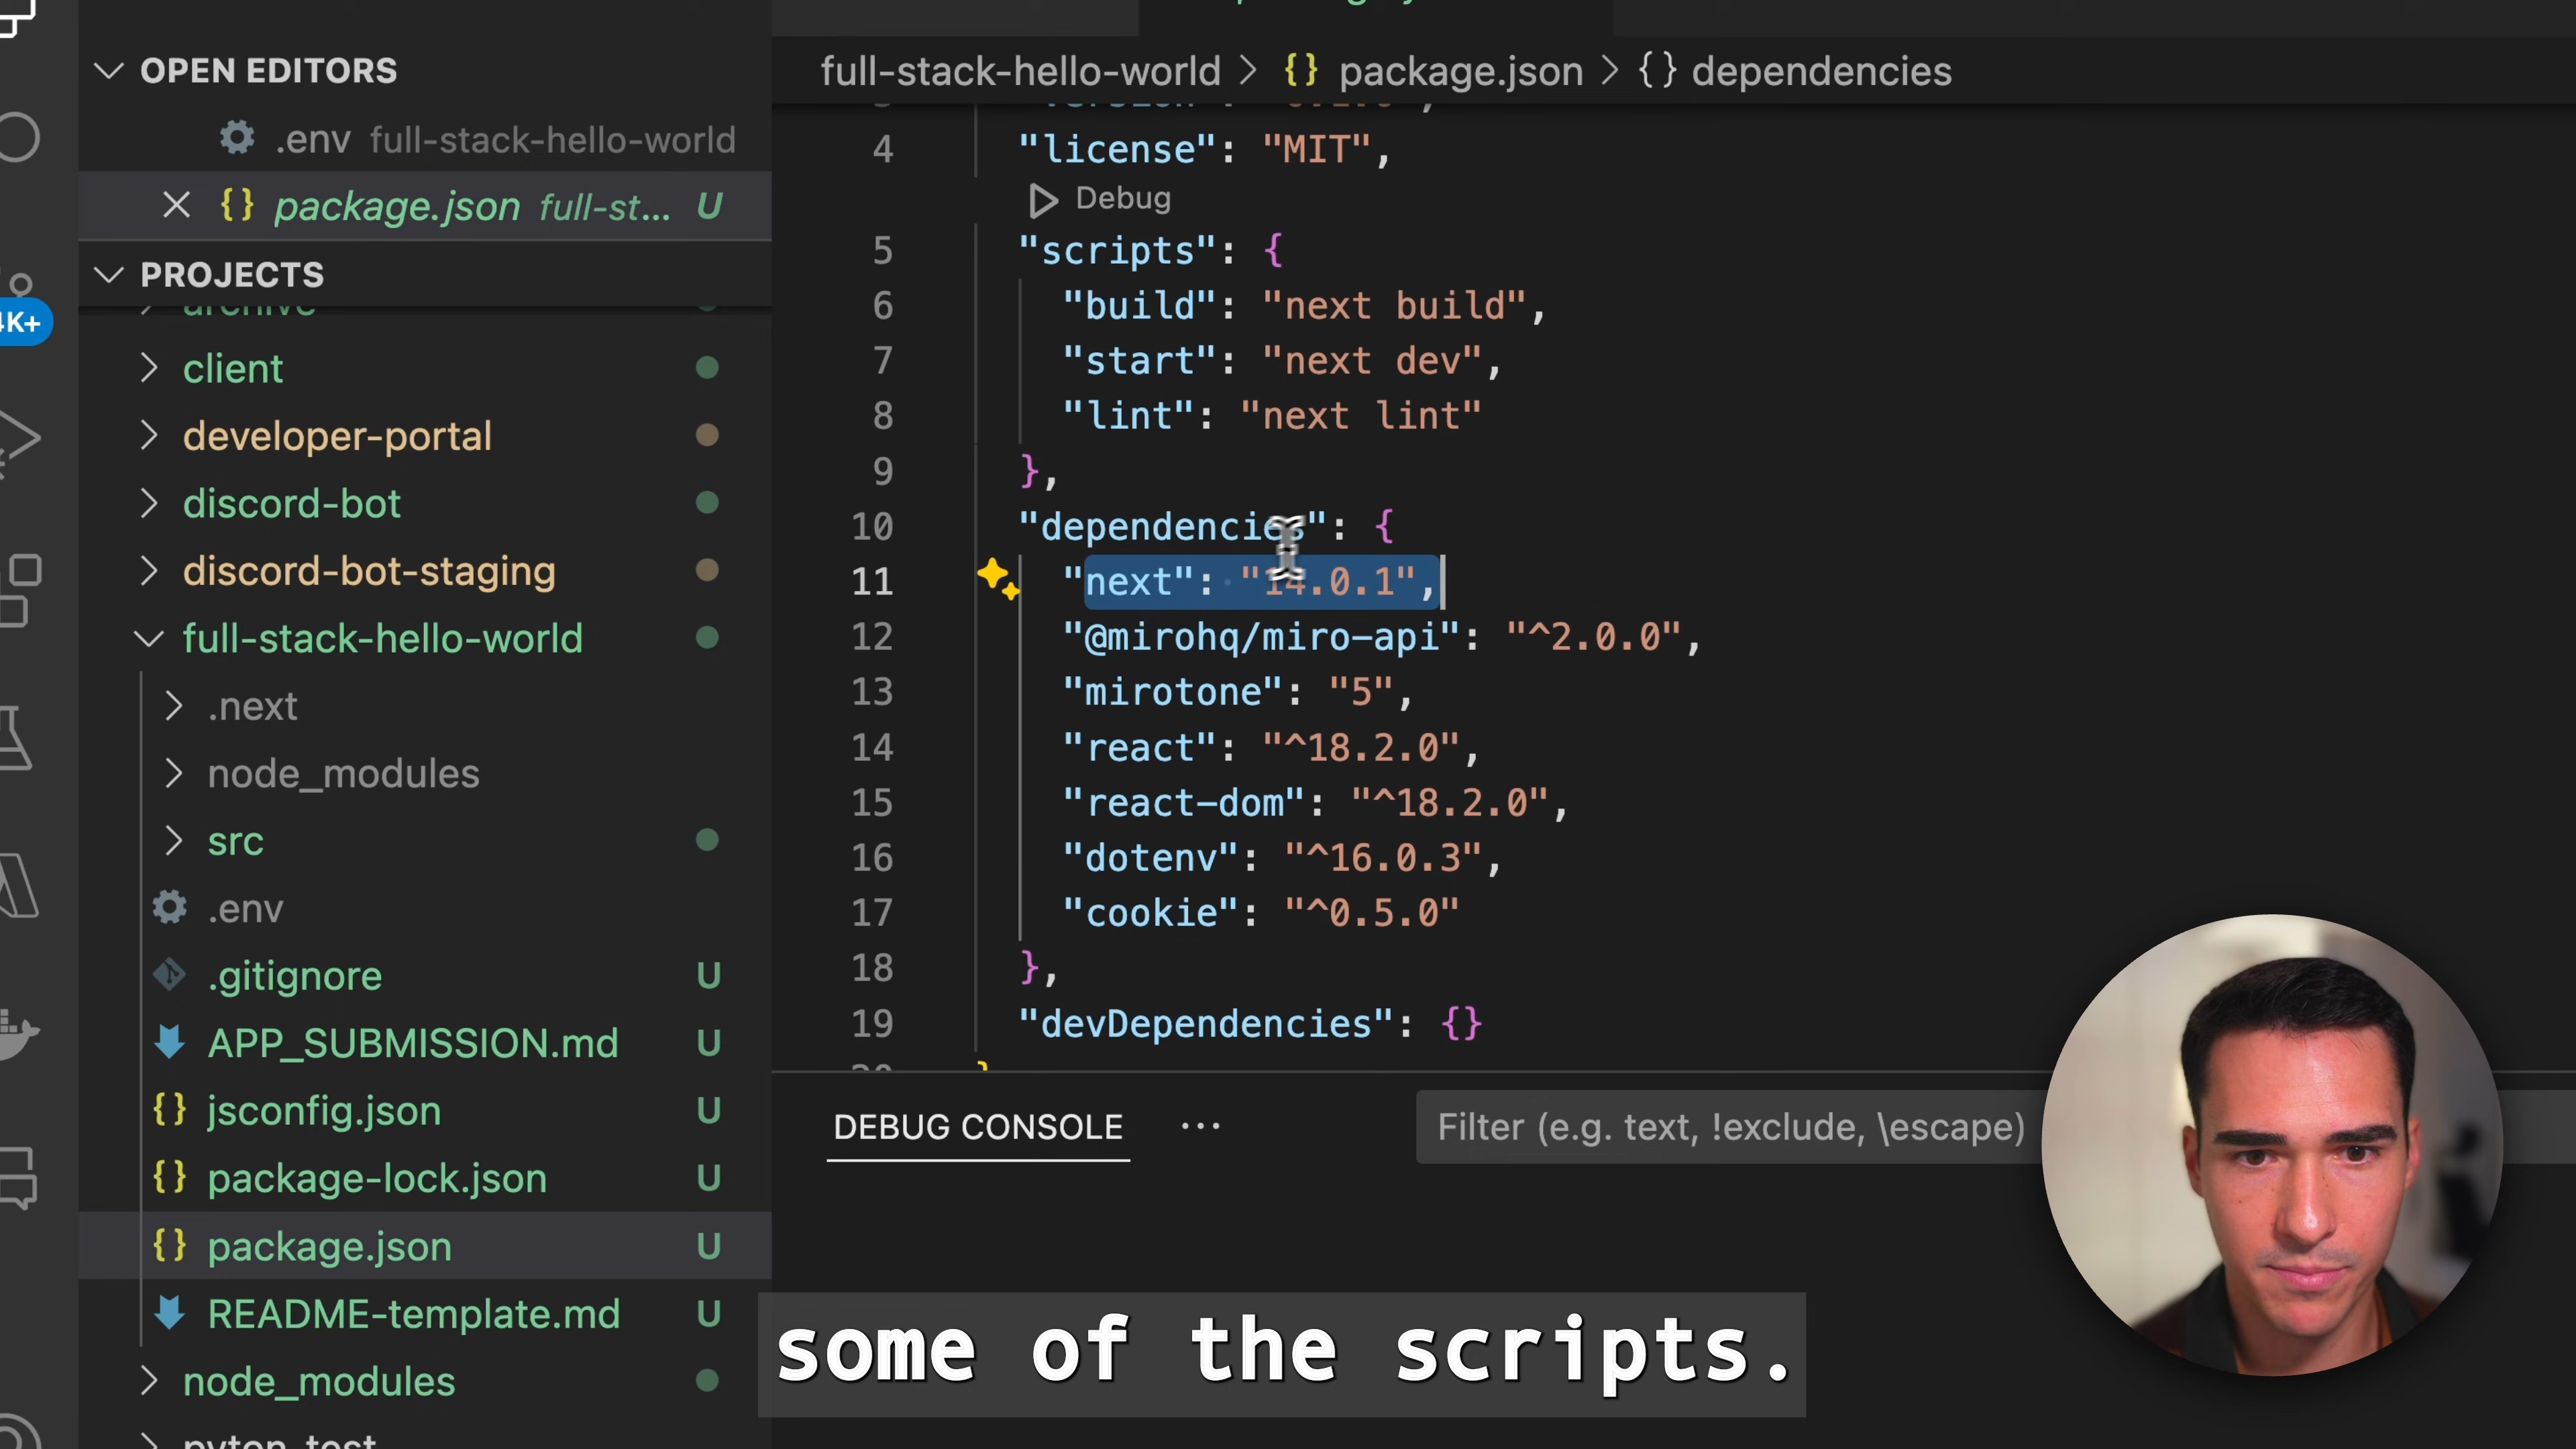 OPEN EDITORS
.env full-stack-hello-world
package.json full-st... U
PROJECTS
archive
client
developer-portal
discord-bot
discord-bot-staging
full-stack-hello-world
.next
node_modules
src
.env
.gitignore U
APP_SUBMISSION.md U
jsconfig.json U
package-lock.json U
package.json U
README-template.md U
node_modules
4K+
full-stack-hello-world > {} package.json > {} dependencies
4 "license": "MIT",
Debug
5 "scripts": {
6 "build": "next build",
7 "start": "next dev",
8 "lint": "next lint"
9 },
10 "dependencies": {
11 "next": "14.0.1",
12 "@mirohq/miro-api": "^2.0.0",
13 "mirotone": "5",
14 "react": "^18.2.0",
15 "react-dom": "^18.2.0",
16 "dotenv": "^16.0.3",
17 "cookie": "^0.5.0"
18 },
19 "devDependencies": {}
20 }
DEBUG CONSOLE ...
Filter (e.g. text, !exclude, \escape)
some of the scripts.